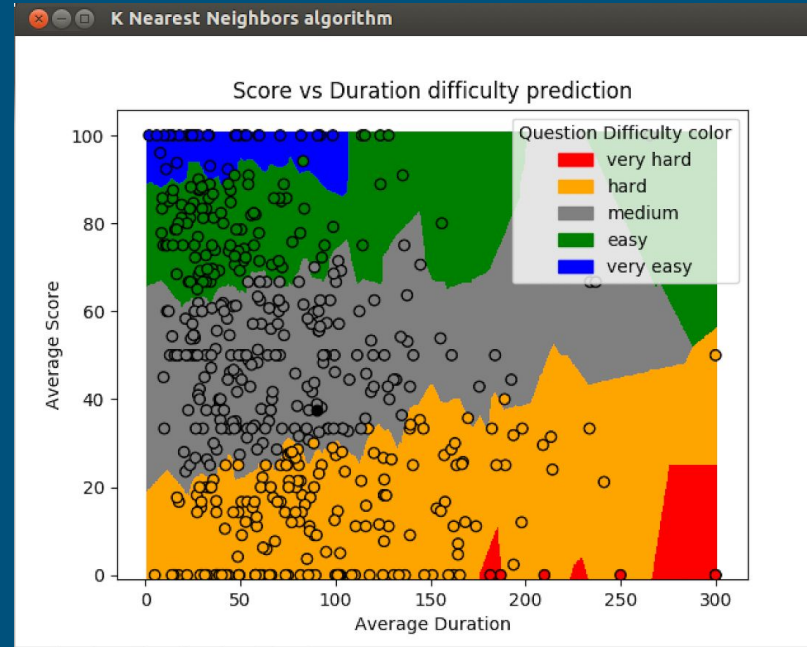 K Nearest Neighbors algorithm
Score vs Duration difficulty prediction
Question Difficulty color
very hard
hard
medium
easy
very easy
Average Score
100
80
60
40
20
0
0 50 100 150 200 250 300
Average Duration